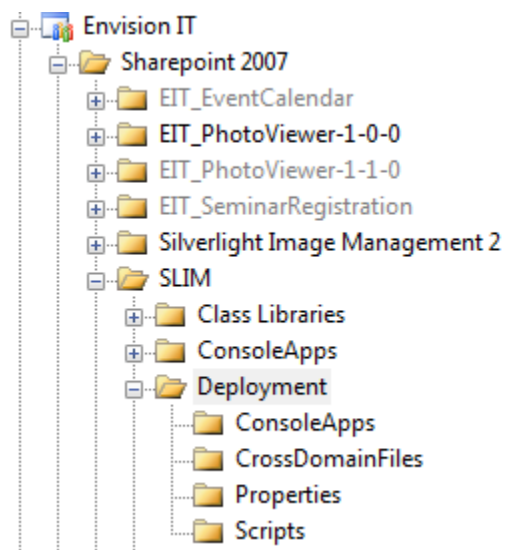 Envision IT
Sharepoint 2007
EIT_EventCalendar
EIT_PhotoViewer-1-0-0
EIT_PhotoViewer-1-1-0
EIT_SeminarRegistration
Silverlight Image Management 2
SLIM
Class Libraries
ConsoleApps
Deployment
ConsoleApps
CrossDomainFiles
Properties
Scripts